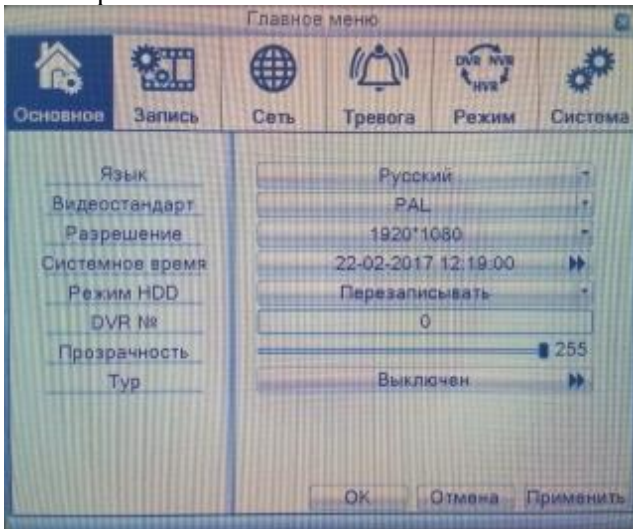 Главное меню
DVR NVR
HVR
Основное Запись Сеть Тревога Режим Система
Язык Русский
Видеостандарт PAL
Разрешение 1920*1080
Системное время 22-02-2017 12:19:00
Режим HDD Перезаписывать
DVR № 0
Прозрачность 255
Тур Выключен
OK Отмена Применить